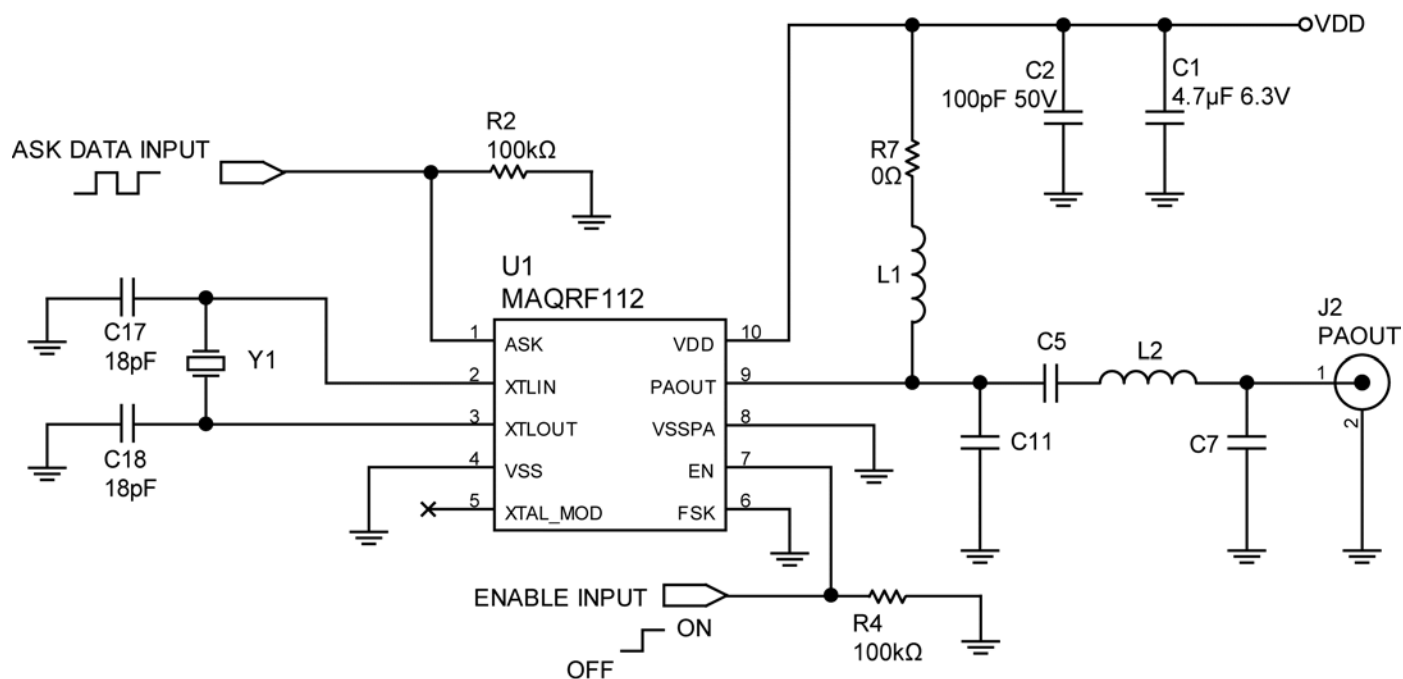 VDD
C2
100pF 50V
C1
4.7µF 6.3V
R2
100kΩ
ASK DATA INPUT
R7
0Ω
L1
U1
MAQRF112
C17
18pF
Y1
C18
18pF
1
ASK
2
XTLIN
3
XTLOUT
4
VSS
5
XTAL_MOD
10
VDD
9
PAOUT
8
VSSPA
7
EN
6
FSK
C5
L2
J2
PAOUT
1
2
C11
C7
ENABLE INPUT
ON
OFF
R4
100kΩ